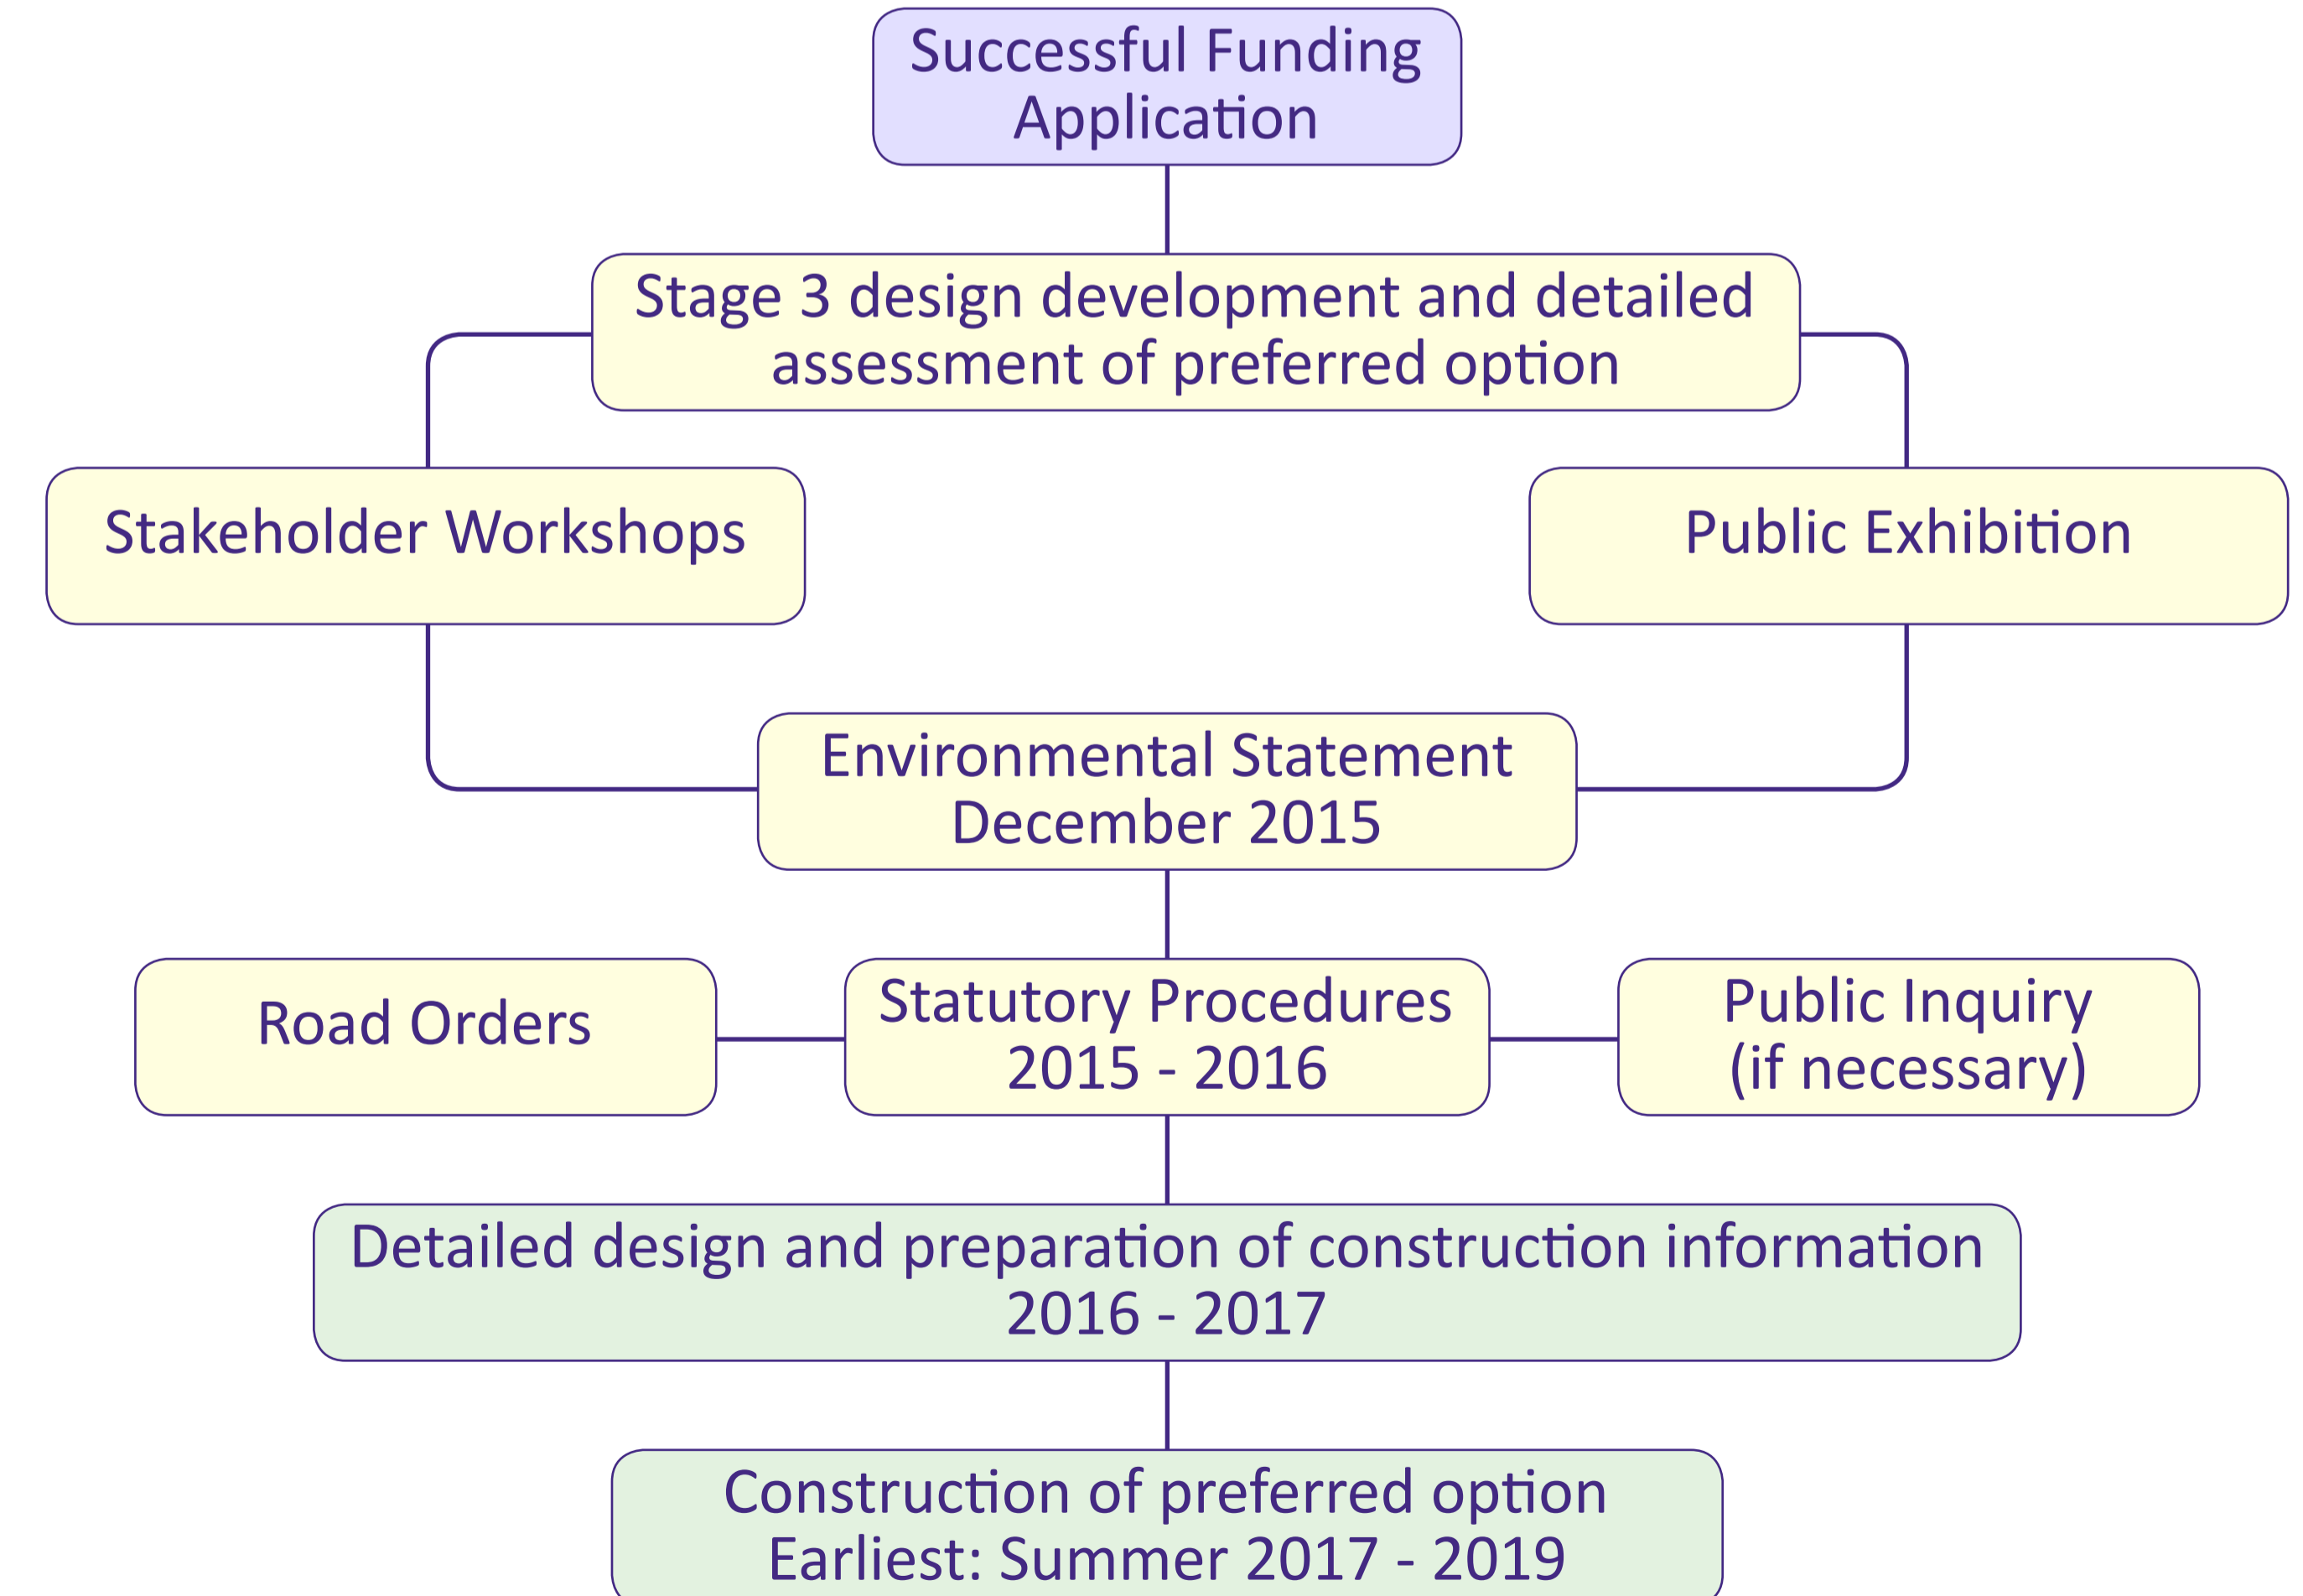 Successful Funding
Application
Stage 3 design development and detailed
assessment of preferred option
Stakeholder Workshops
Public Exhibition
Environmental Statement
December 2015
Road Orders
Statutory Procedures
2015 - 2016
Public Inquiry
(if necessary)
Detailed design and preparation of construction information
2016 - 2017
Construction of preferred option
Earliest: Summer 2017 - 2019